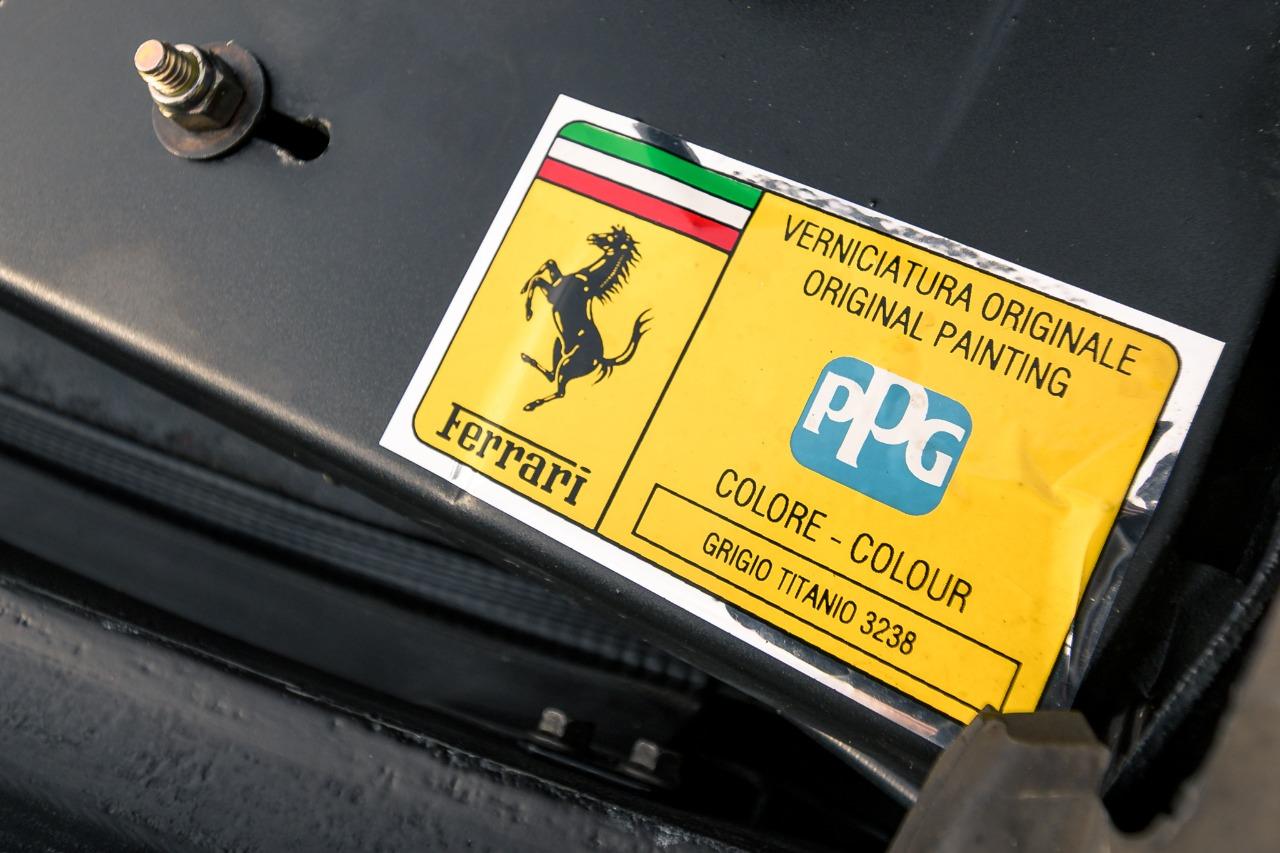 Ferrari
VERNICIATURA ORIGINALE
ORIGINAL PAINTING
PPG
COLORE - COLOUR
GRIGIO TITANIO 3238